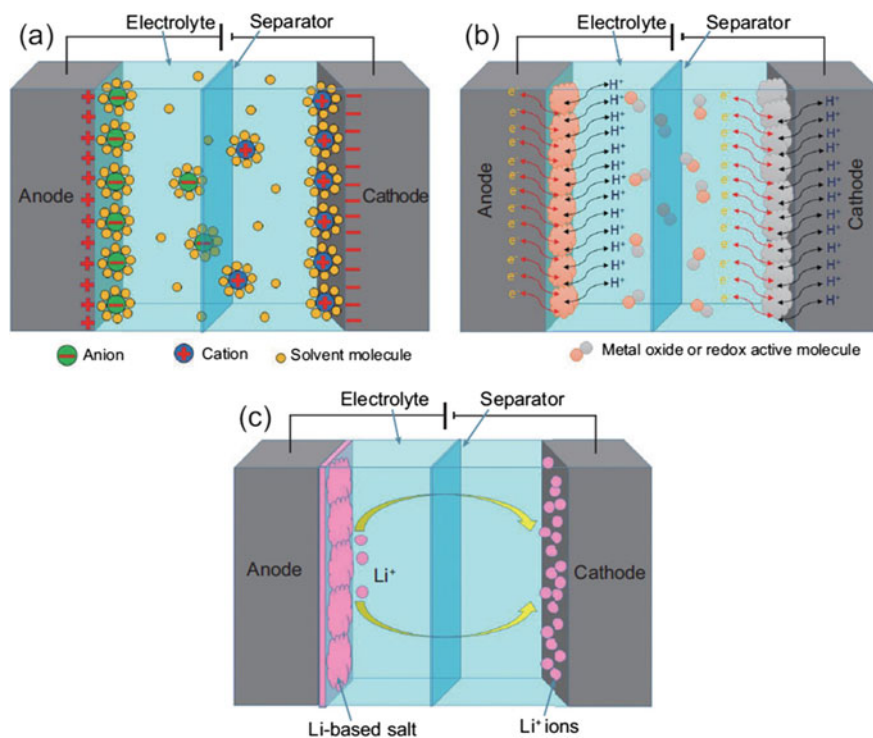 (a)
Electrolyte
Separator
Anode
Cathode
Anion
Cation
Solvent molecule
(b)
Electrolyte
Separator
e⁻
H⁺
H⁺
e⁻
H⁺
H⁺
e⁻
H⁺
H⁺
e⁻
H⁺
H⁺
e⁻
H⁺
H⁺
e⁻
H⁺
H⁺
e⁻
H⁺
H⁺
e⁻
H⁺
H⁺
e⁻
H⁺
H⁺
e⁻
H⁺
H⁺
e⁻
H⁺
H⁺
e⁻
H⁺
H⁺
e⁻
H⁺
H⁺
Anode
Cathode
Metal oxide or redox active molecule
(c)
Electrolyte
Separator
Anode
Li⁺
Cathode
Li-based salt
Li⁺ ions